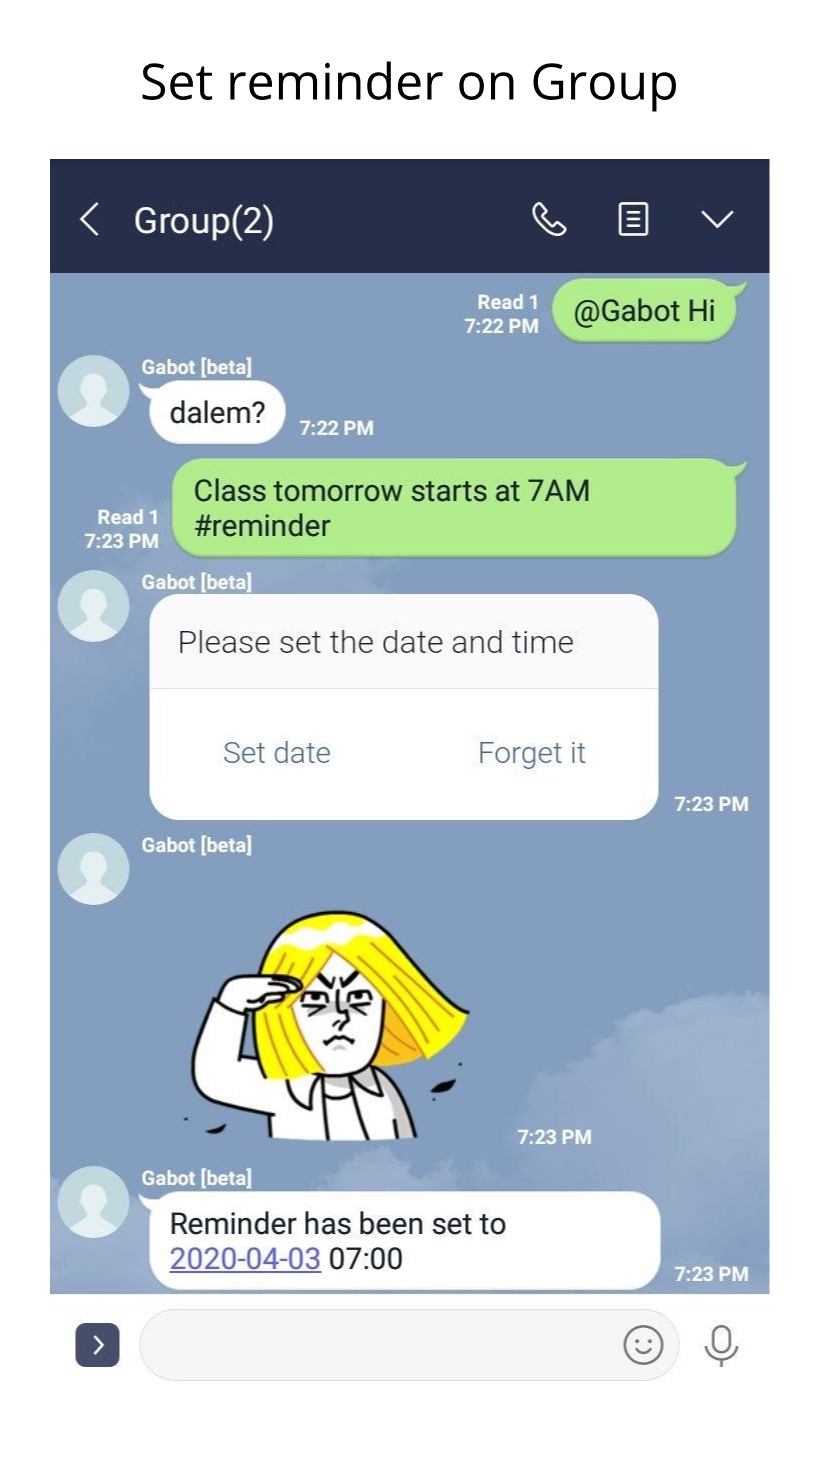 Set reminder on Group
Group(2)
Read 1
7:22 PM
@Gabot Hi
Gabot [beta]
dalem?
7:22 PM
Class tomorrow starts at 7AM
#reminder
Read 1
7:23 PM
Gabot [beta]
Please set the date and time
Set date
Forget it
7:23 PM
Gabot [beta]
7:23 PM
Gabot [beta]
Reminder has been set to
2020-04-03 07:00
7:23 PM